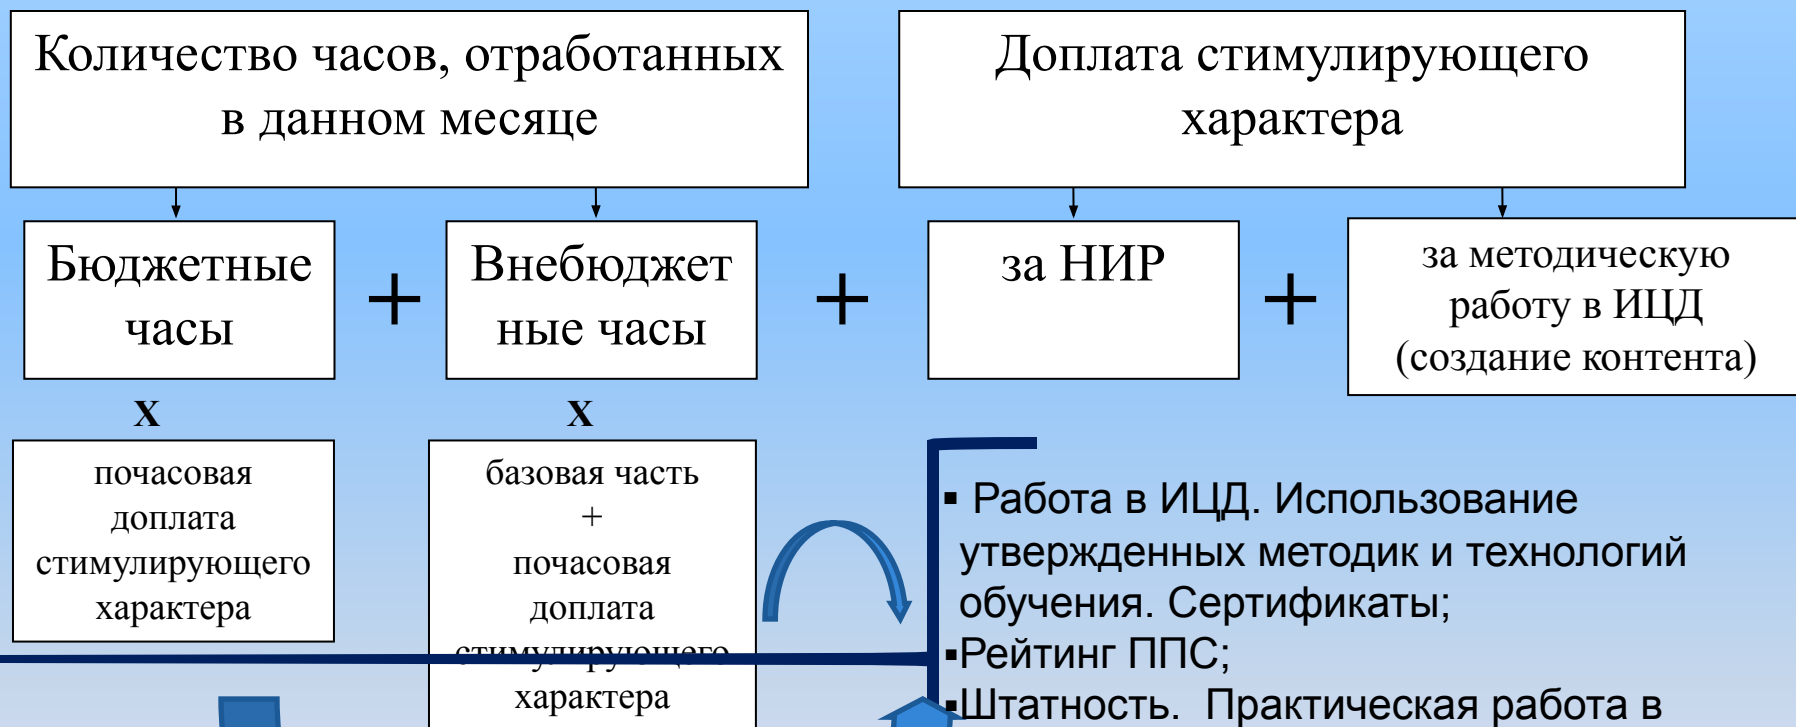 Количество часов, отработанных
в данном месяце
Доплата стимулирующего
характера
Бюджетные
часы
+
Внебюджет
ные часы
+
за НИР
+
за методическую
работу в ИЦД
(создание контента)
х
х
почасовая
доплата
стимулирующего
характера
базовая часть
+
почасовая
доплата
стимулирующего
характера
▪ Работа в ИЦД. Использование
утвержденных методик и технологий
обучения. Сертификаты;
▪Рейтинг ППС;
▪Штатность. Практическая работа в